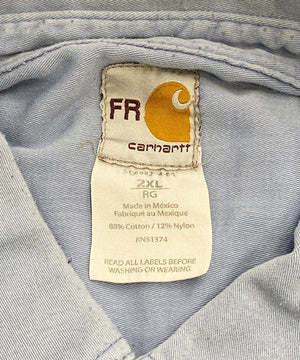 FR
carhartt
2XL
RG
Made in México
Fabriqué au Mexique
88% Cotton / 12% Nylon
RN51374
READ ALL LABELS BEFORE
WASHING OR WEARING